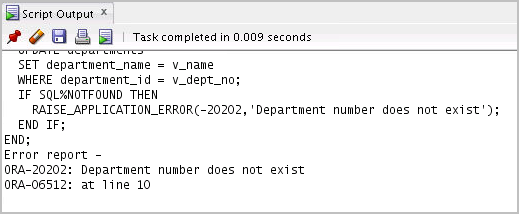 Script Output
Task completed in 0.009 seconds
UPDATE departments
SET department_name = v_name
WHERE department_id = v_dept_no;
IF SQL%NOTFOUND THEN
RAISE_APPLICATION_ERROR(-20202,'Department number does not exist');
END IF;
END;
Error report -
ORA-20202: Department number does not exist
ORA-06512: at line 10